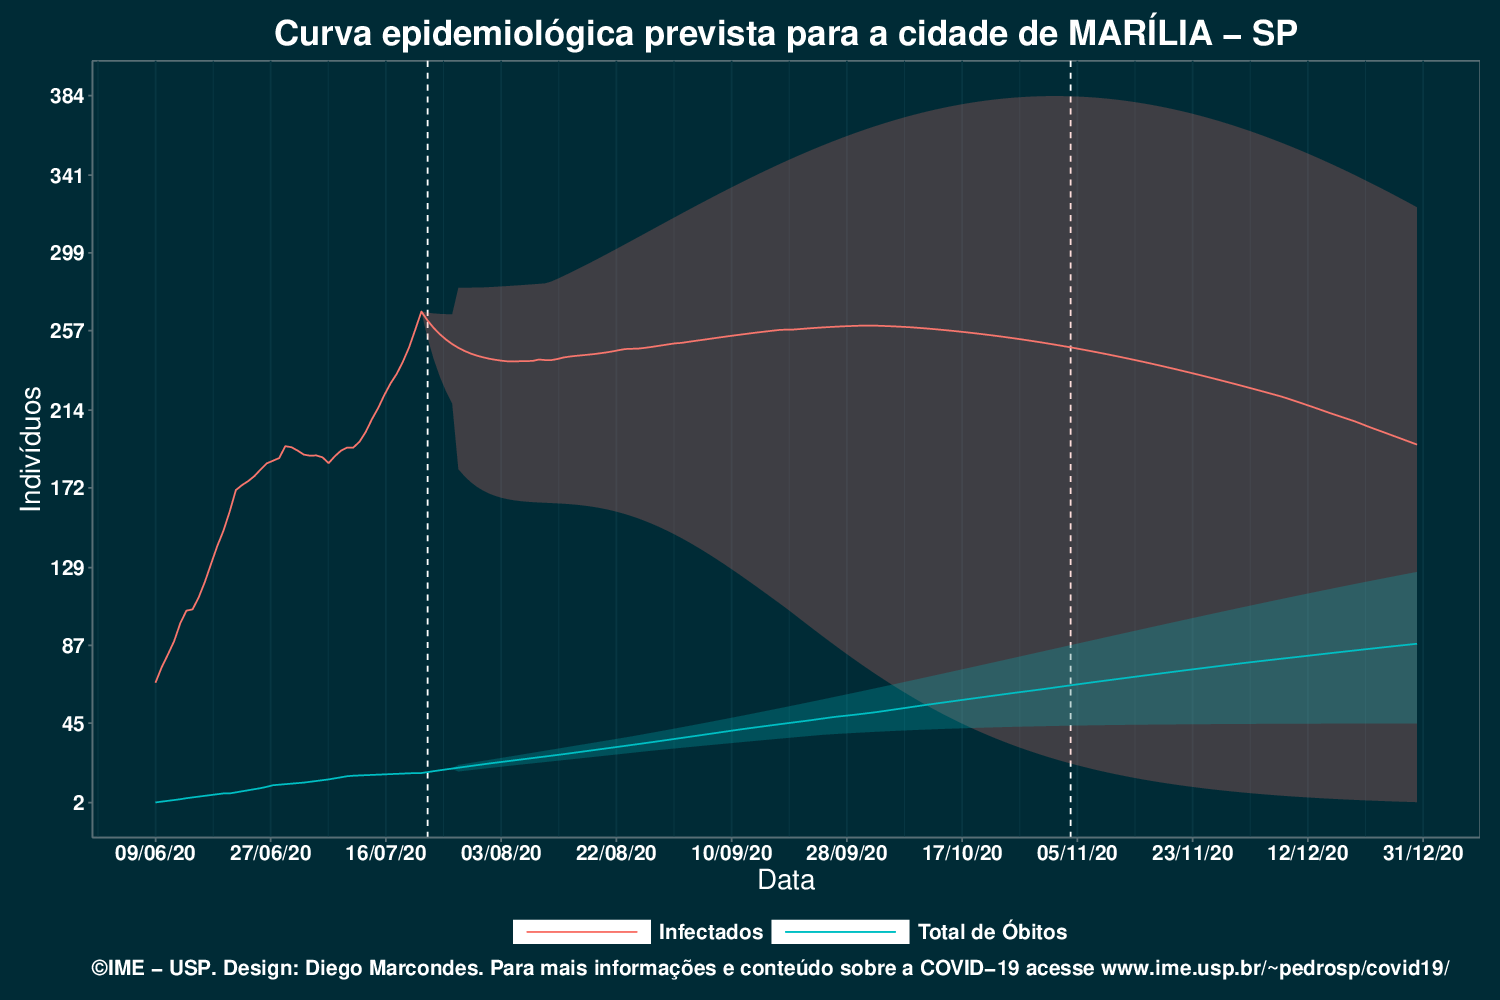 Curva epidemiológica prevista para a cidade de MARÍLIA – SP
Indivíduos
384
341
299
257
214
172
129
87
45
2
09/06/20 27/06/20 16/07/20 03/08/20 22/08/20 10/09/20 28/09/20 17/10/20 05/11/20 23/11/20 12/12/20 31/12/20
Data
Infectados Total de Óbitos
©IME – USP. Design: Diego Marcondes. Para mais informações e conteúdo sobre a COVID–19 acesse www.ime.usp.br/~pedrosp/covid19/